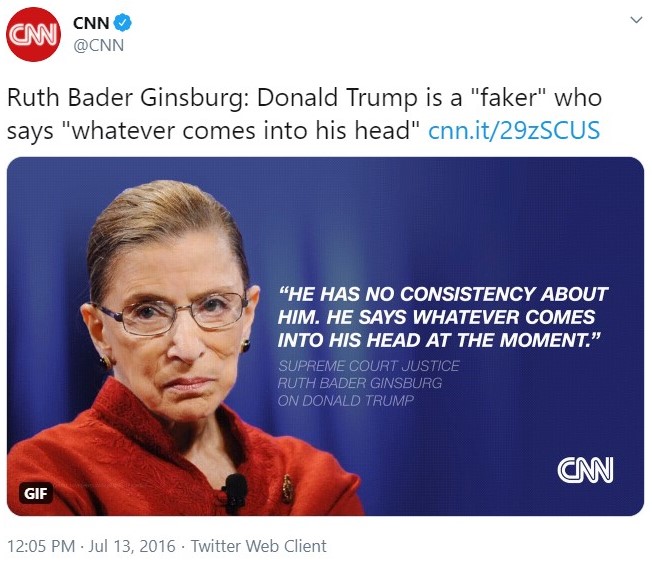 CNN
CNN
@CNN
Ruth Bader Ginsburg: Donald Trump is a "faker" who
says "whatever comes into his head" cnn.it/29zSCUS
“HE HAS NO CONSISTENCY ABOUT
HIM. HE SAYS WHATEVER COMES
INTO HIS HEAD AT THE MOMENT.”
SUPREME COURT JUSTICE
RUTH BADER GINSBURG
ON DONALD TRUMP
CNN
GIF
12:05 PM · Jul 13, 2016 · Twitter Web Client